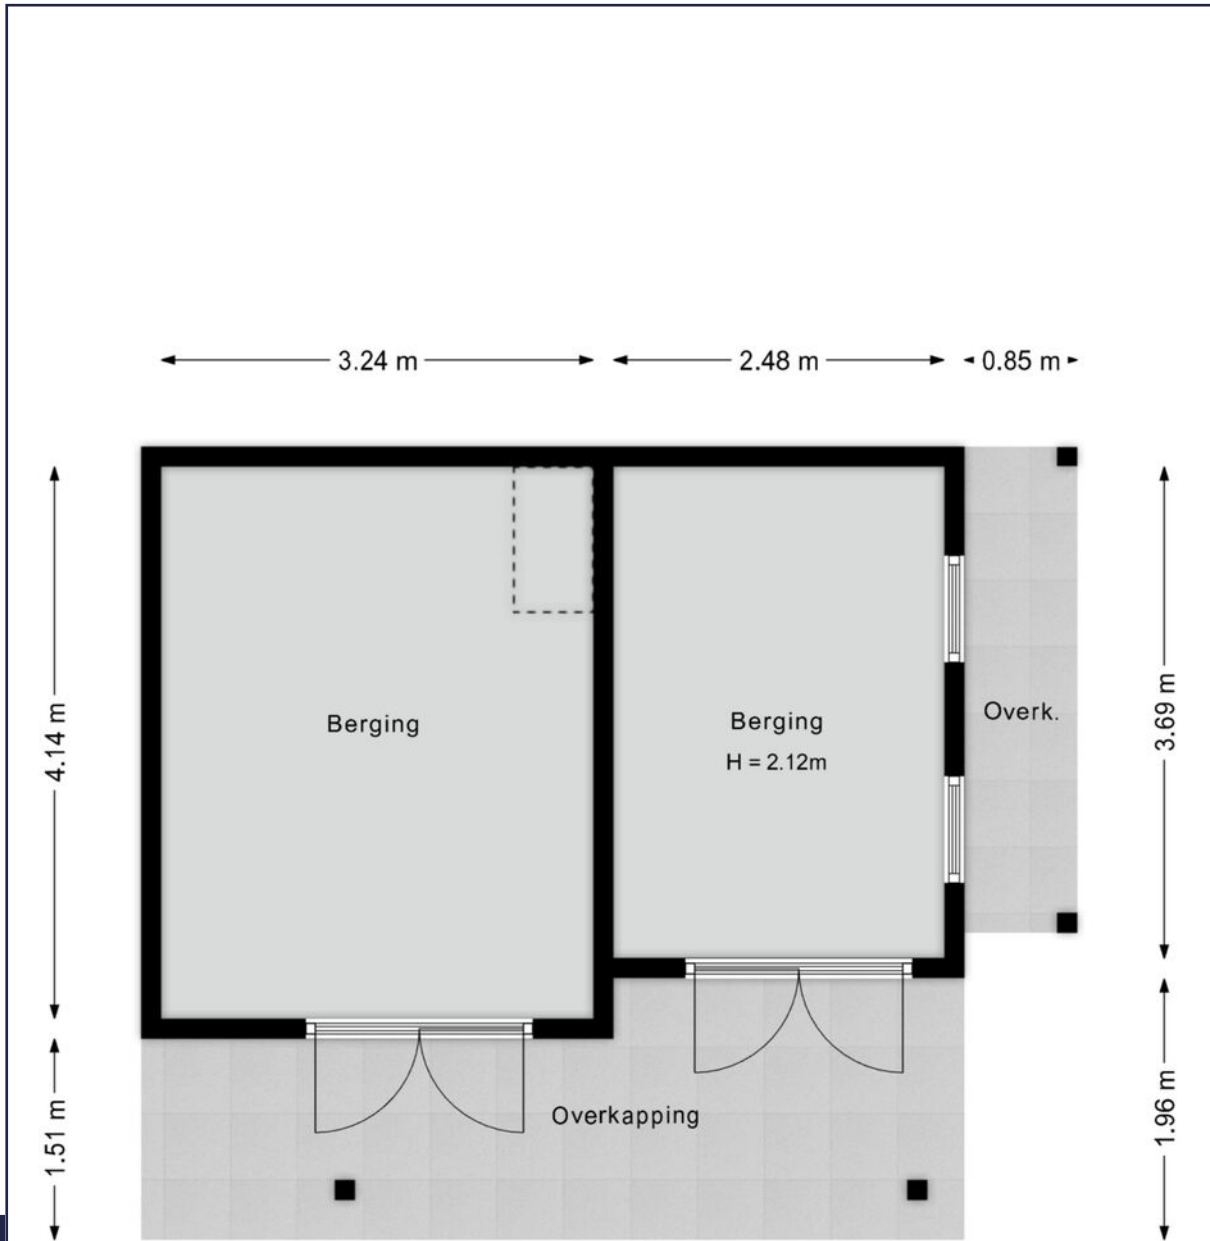 3.24 m
2.48 m
0.85 m
4.14 m
3.69 m
Berging
Berging
H = 2.12m
Overk.
1.51 m
Overkapping
1.96 m